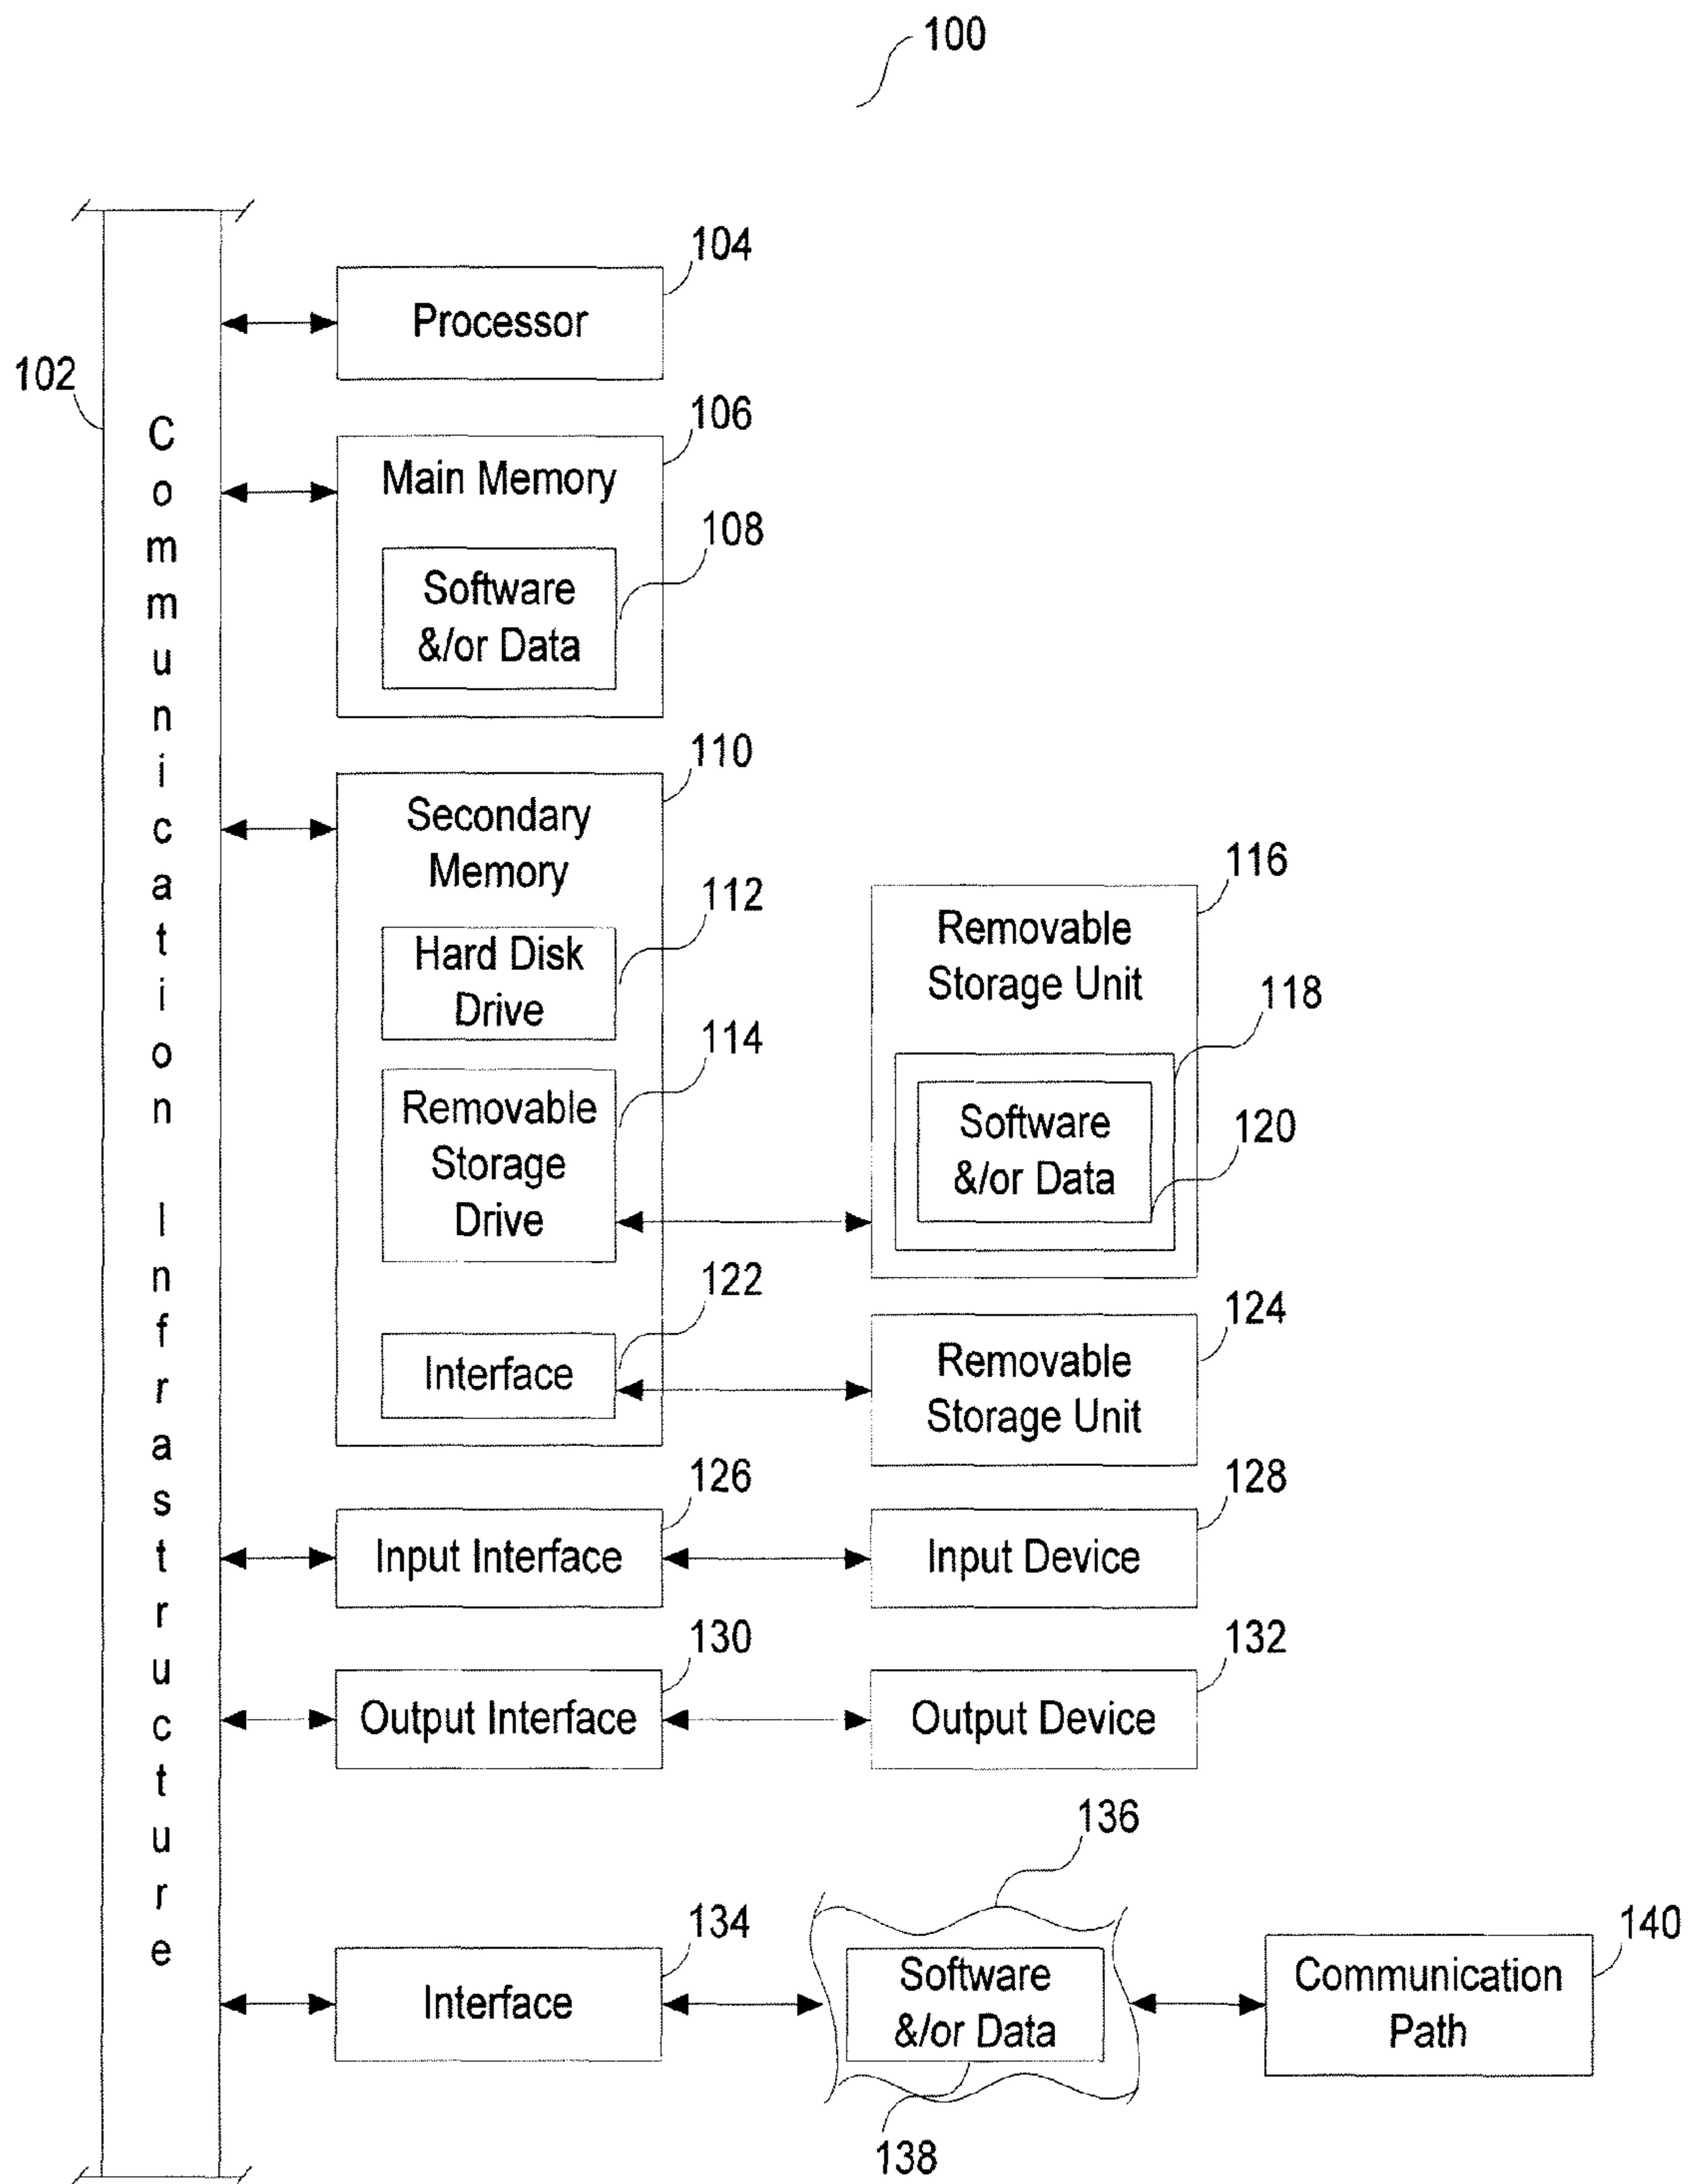 100
104
Processor
102
Communication Infrastructure
106
Main Memory
108
Software
&/or Data
110
Secondary
Memory
112
Hard Disk
Drive
114
Removable
Storage
Drive
116
Removable
Storage Unit
118
Software
&/or Data
120
122
Interface
124
Removable
Storage Unit
126
Input Interface
128
Input Device
130
Output Interface
132
Output Device
134
Interface
136
Software
&/or Data
138
140
Communication
Path